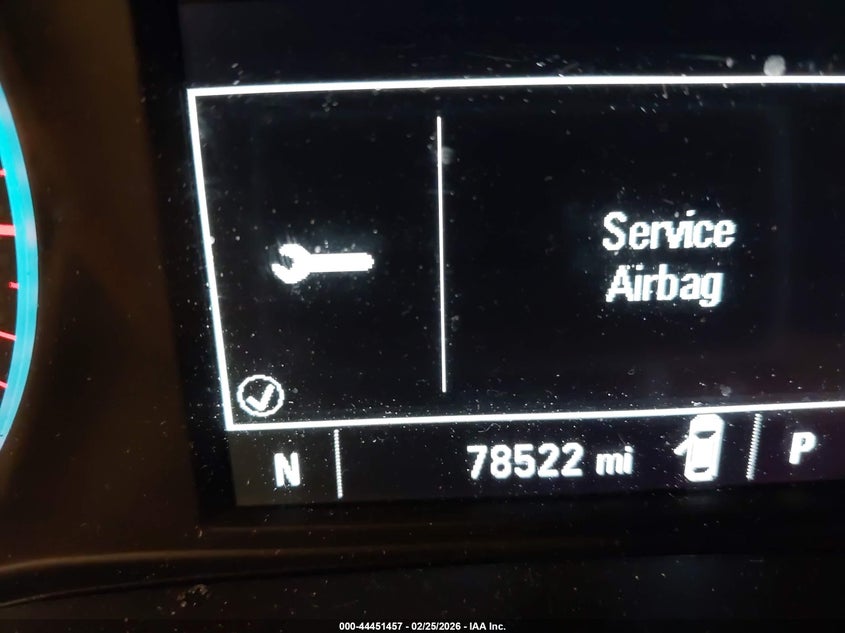 Service
Airbag
N
78522 mi
P
000-44451457 - 02/25/2026 - IAA Inc.